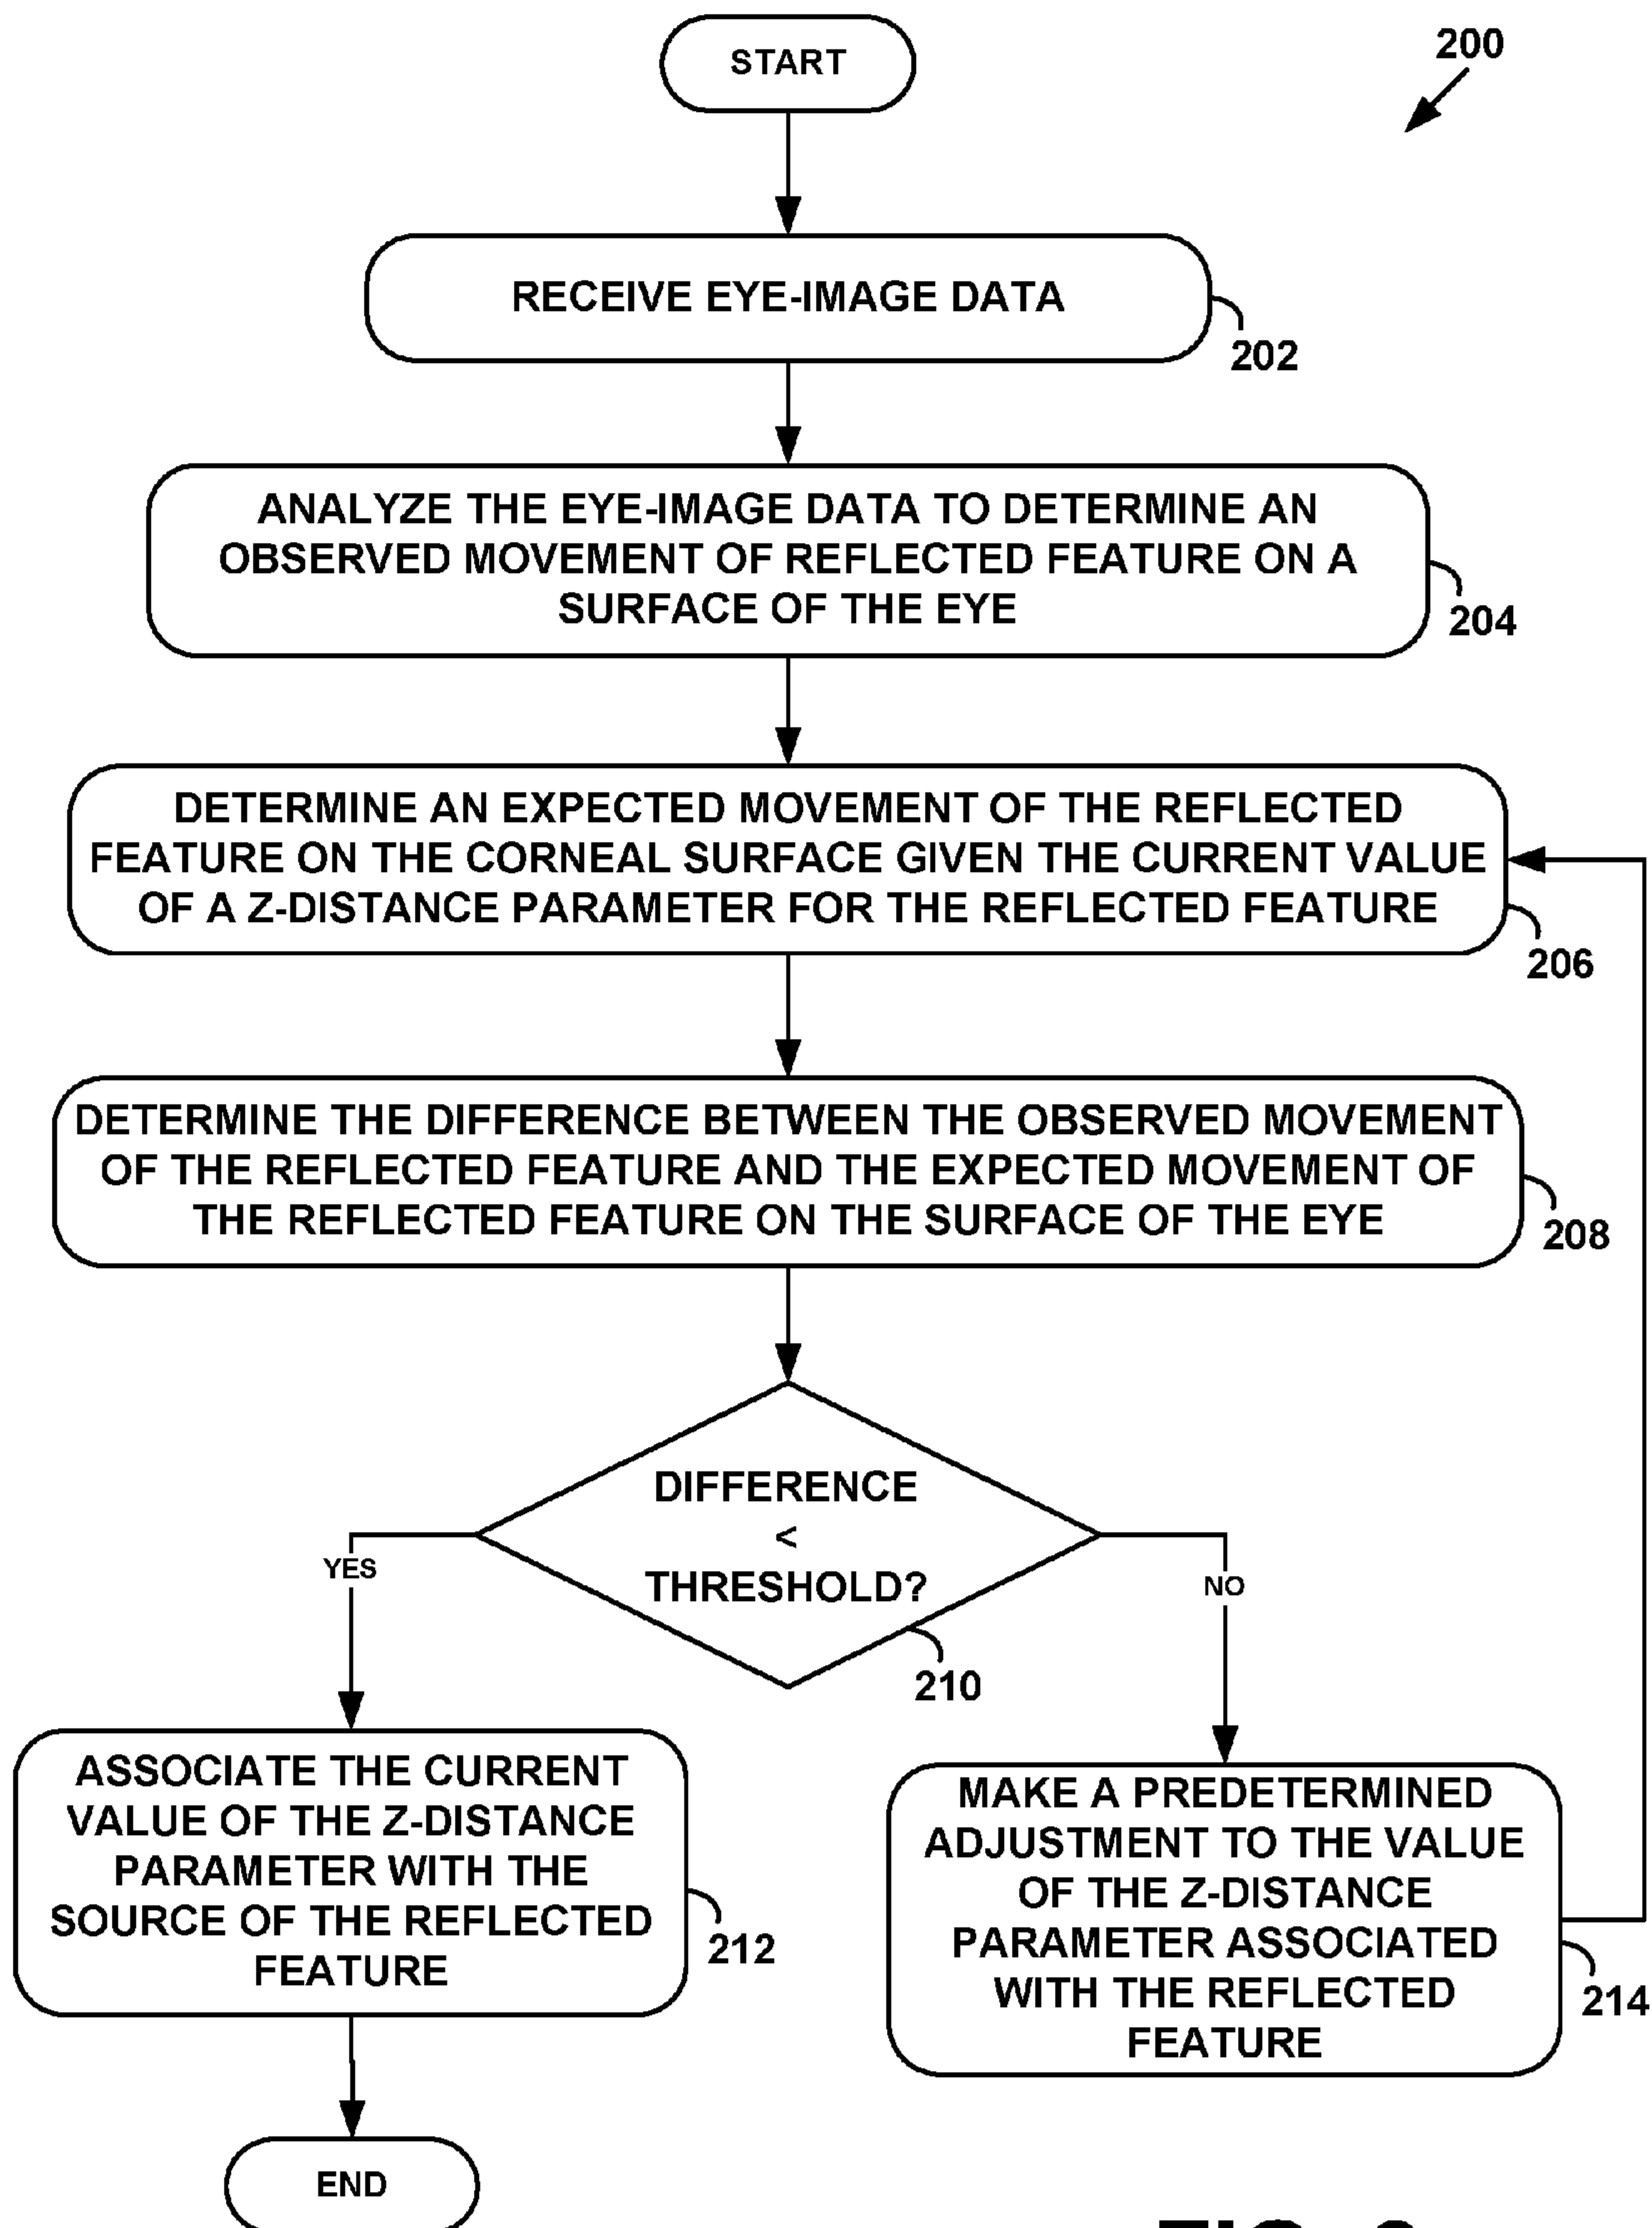 START
200
RECEIVE EYE-IMAGE DATA
202
ANALYZE THE EYE-IMAGE DATA TO DETERMINE AN
OBSERVED MOVEMENT OF REFLECTED FEATURE ON A
SURFACE OF THE EYE
204
DETERMINE AN EXPECTED MOVEMENT OF THE REFLECTED
FEATURE ON THE CORNEAL SURFACE GIVEN THE CURRENT VALUE
OF A Z-DISTANCE PARAMETER FOR THE REFLECTED FEATURE
206
DETERMINE THE DIFFERENCE BETWEEN THE OBSERVED MOVEMENT
OF THE REFLECTED FEATURE AND THE EXPECTED MOVEMENT OF
THE REFLECTED FEATURE ON THE SURFACE OF THE EYE
208
DIFFERENCE
<
THRESHOLD?
210
YES
NO
ASSOCIATE THE CURRENT
VALUE OF THE Z-DISTANCE
PARAMETER WITH THE
SOURCE OF THE REFLECTED
FEATURE
212
MAKE A PREDETERMINED
ADJUSTMENT TO THE VALUE
OF THE Z-DISTANCE
PARAMETER ASSOCIATED
WITH THE REFLECTED
FEATURE
214
END